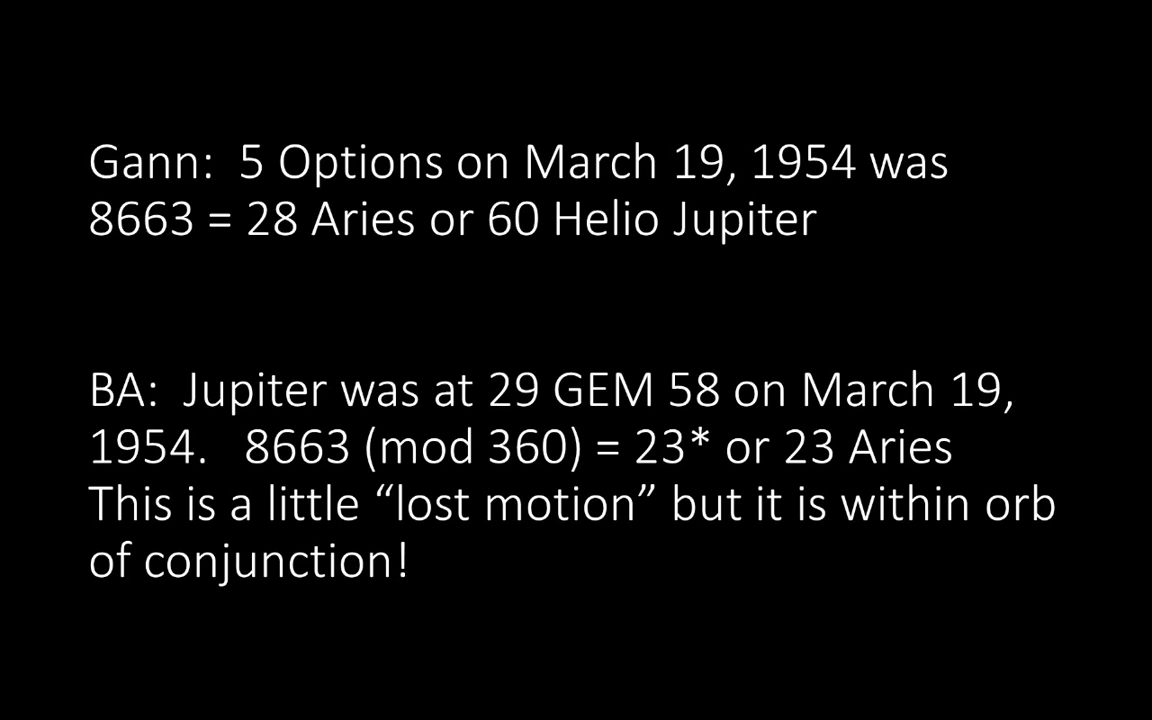 Gann:  5 Options on March 19, 1954 was
8663 = 28 Aries or 60 Helio Jupiter
BA:  Jupiter was at 29 GEM 58 on March 19,
1954.   8663 (mod 360) = 23* or 23 Aries
This is a little “lost motion” but it is within orb
of conjunction!